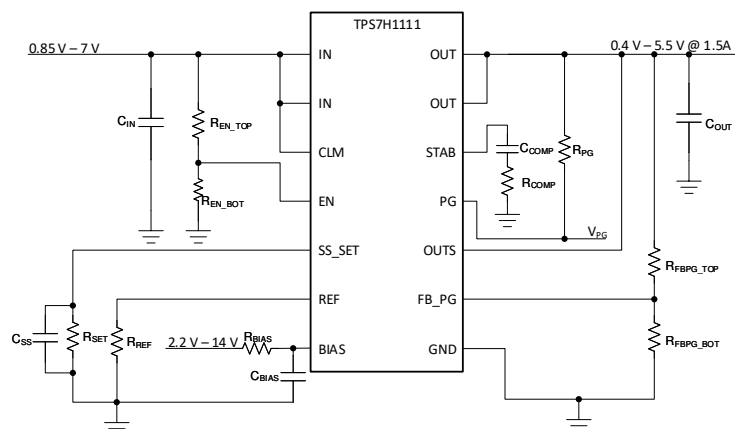 TPS7H1111
0.85 V – 7 V
IN
OUT
0.4 V – 5.5 V @ 1.5A
IN
OUT
CIN
REN_TOP
CLM
STAB
CCOMP
RPG
COUT
REN_BOT
EN
PG
RCOMP
VPG
SS_SET
OUTS
RFBPG_TOP
REF
FB_PG
CSS
RSET
RREF
2.2 V – 14 V
RBIAS
BIAS
GND
RFBPG_BOT
CBIAS